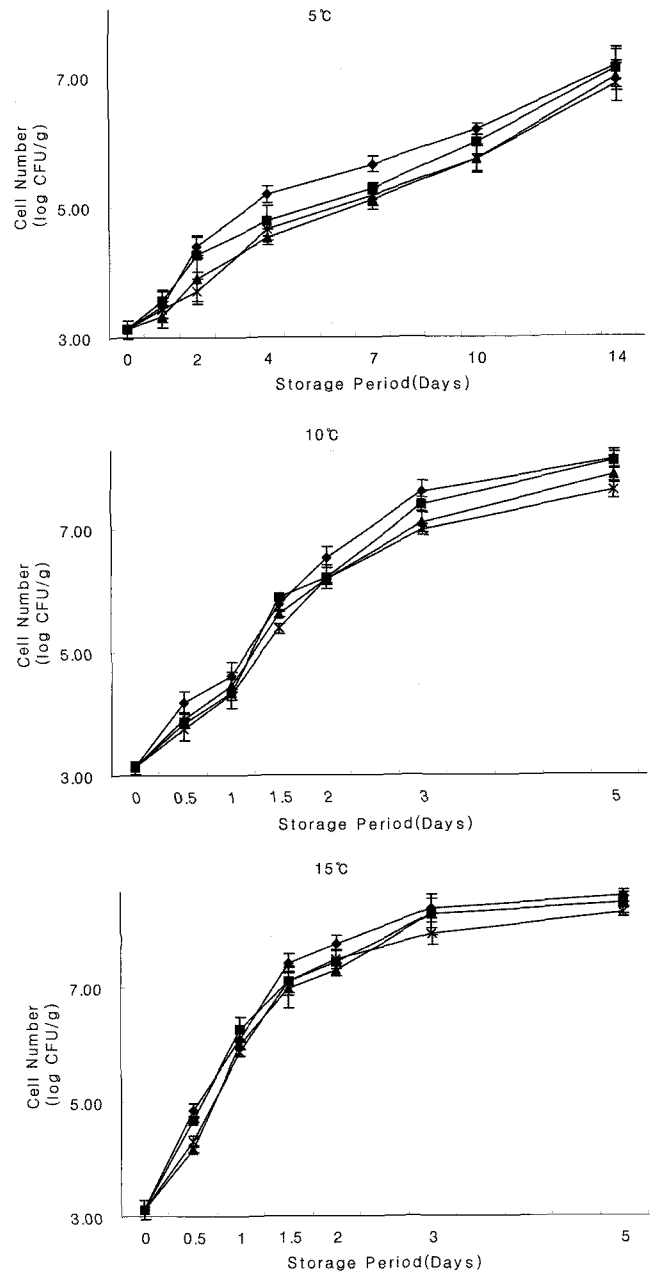 5℃
7.00
5.00
3.00
Cell Number
(log CFU/g)
0 2 4 7 10 14
Storage Period(Days)
10℃
7.00
5.00
3.00
Cell Number
(log CFU/g)
0 0.5 1 1.5 2 3 5
Storage Period(Days)
15℃
7.00
5.00
3.00
Cell Number
(log CFU/g)
0 0.5 1 1.5 2 3 5
Storage Period(Days)